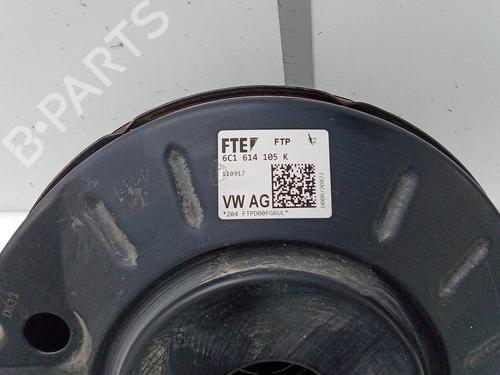 B-PARTS
FTE FTP
6C1 614 105 K
110917
VW AG
*204 FTPD00FG6UL*